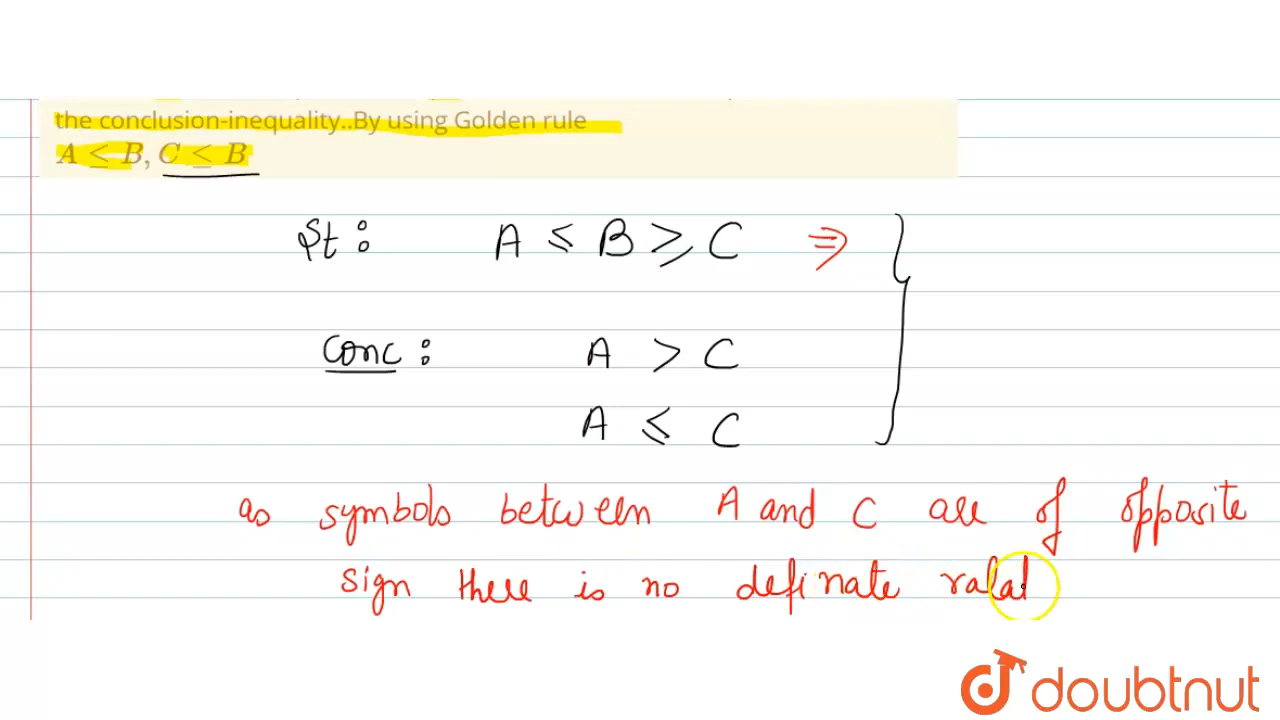 the conclusion-inequality..By using Golden rule
A ≤ B, C ≤ B
St: A ≤ B ≥ C ⇒
Conc: A > C
A ≤ C
as symbols between A and C are of opposite
sign there is no definate ralat
doubtnut